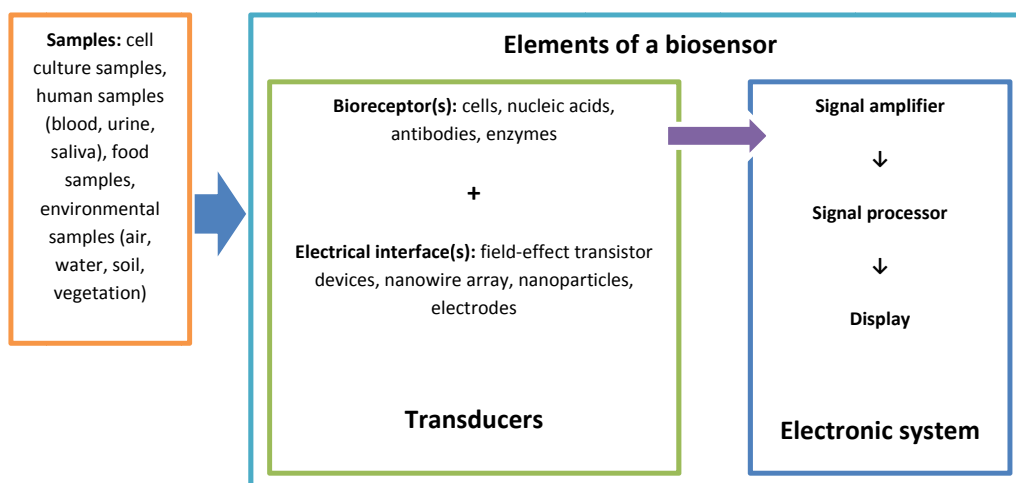 Samples: cell
culture samples,
human samples
(blood, urine,
saliva), food
samples,
environmental
samples (air,
water, soil,
vegetation)
Elements of a biosensor
Bioreceptor(s): cells, nucleic acids,
antibodies, enzymes
+
Electrical interface(s): field-effect transistor
devices, nanowire array, nanoparticles,
electrodes
Transducers
Signal amplifier
↓
Signal processor
↓
Display
Electronic system